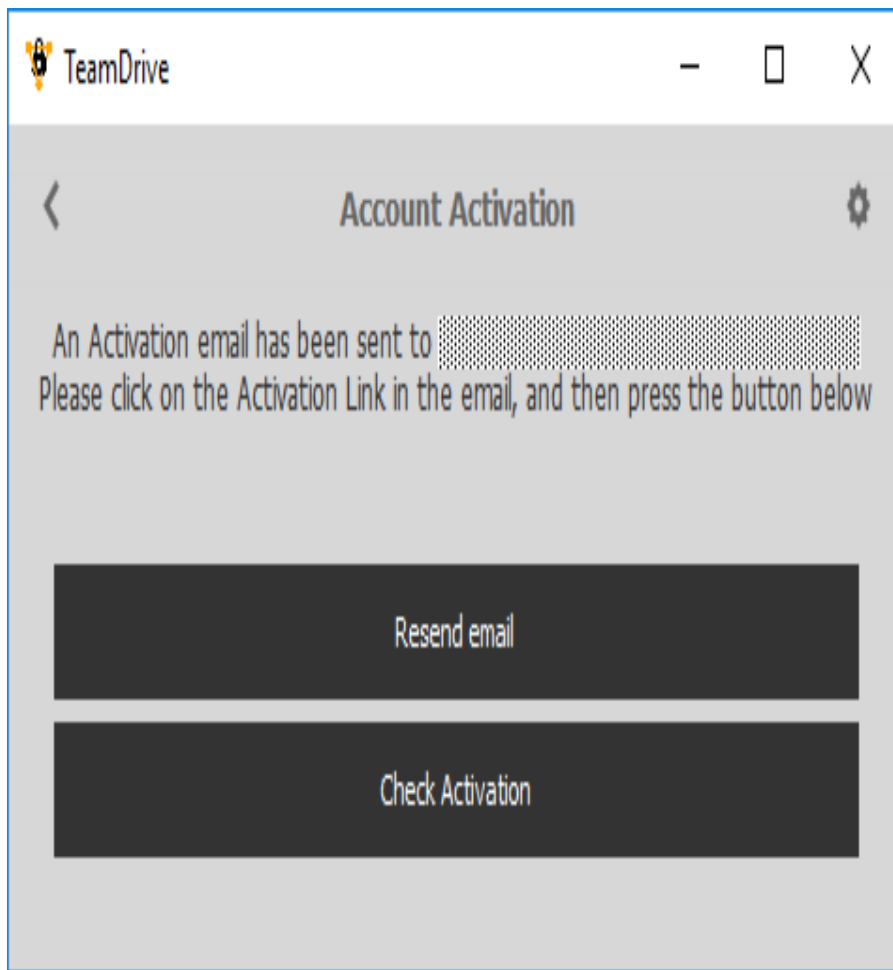 TeamDrive
Account Activation
An Activation email has been sent to
Please click on the Activation Link in the email, and then press the button below
Resend email
Check Activation